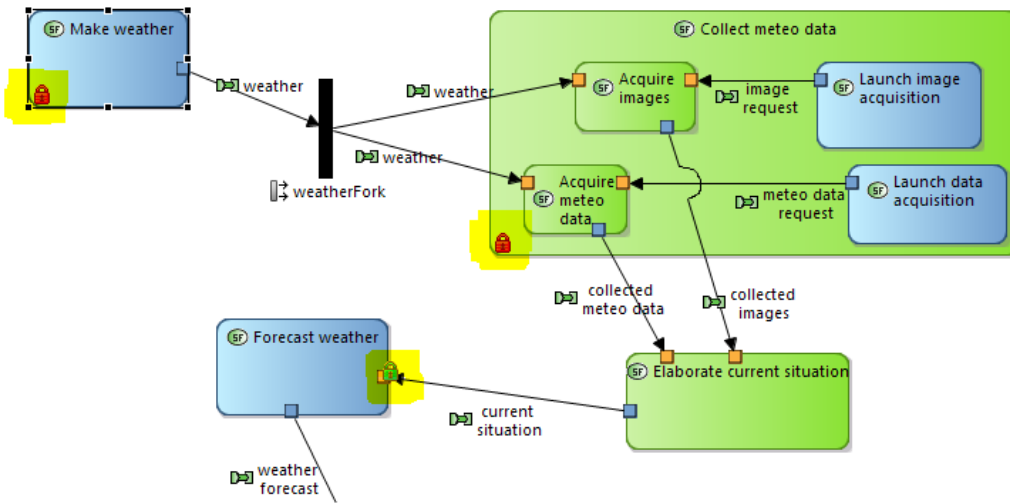 SF Make weather
weather
weatherFork
weather
weather
SF Collect meteo data
SF Acquire
images
image
request
SF Launch image
acquisition
SF Acquire
meteo
data
meteo data
request
SF Launch data
acquisition
collected
meteo data
collected
images
SF Forecast weather
SF Elaborate current situation
current
situation
weather
forecast